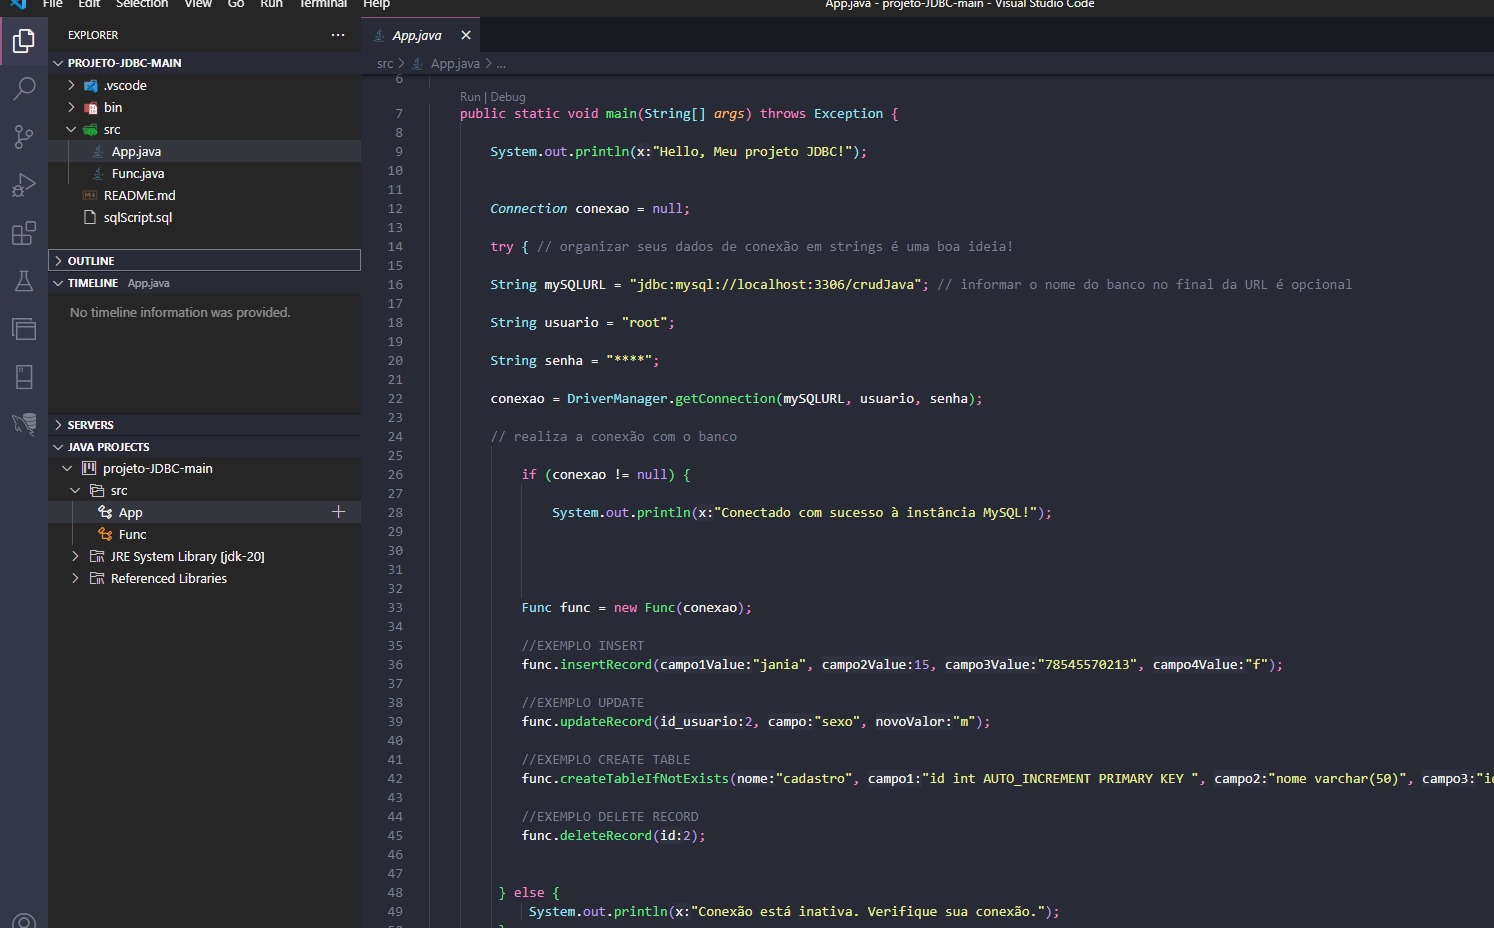 File Edit Selection View Go Run Terminal Help
App.java - projeto-JDBC-main - Visual Studio Code
EXPLORER
PROJETO-JDBC-MAIN
.vscode
bin
src
App.java
Func.java
README.md
sqlScript.sql
OUTLINE
TIMELINE App.java
No timeline information was provided.
SERVERS
JAVA PROJECTS
projeto-JDBC-main
src
App
Func
JRE System Library [jdk-20]
Referenced Libraries
App.java
src > App.java > ...
6
Run | Debug
7 public static void main(String[] args) throws Exception {
8
9 System.out.println(x:"Hello, Meu projeto JDBC!");
10
11
12 Connection conexao = null;
13
14 try { // organizar seus dados de conexão em strings é uma boa ideia!
15
16 String mySQLURL = "jdbc:mysql://localhost:3306/crudJava"; // informar o nome do banco no final da URL é opcional
17
18 String usuario = "root";
19
20 String senha = "****";
21
22 conexao = DriverManager.getConnection(mySQLURL, usuario, senha);
23
24 // realiza a conexão com o banco
25
26 if (conexao != null) {
27
28 System.out.println(x:"Conectado com sucesso à instância MySQL!");
29
30
31
32
33 Func func = new Func(conexao);
34
35 //EXEMPLO INSERT
36 func.insertRecord(campo1Value:"jania", campo2Value:15, campo3Value:"78545570213", campo4Value:"f");
37
38 //EXEMPLO UPDATE
39 func.updateRecord(id_usuario:2, campo:"sexo", novoValor:"m");
40
41 //EXEMPLO CREATE TABLE
42 func.createTableIfNotExists(nome:"cadastro", campo1:"id int AUTO_INCREMENT PRIMARY KEY ", campo2:"nome varchar(50)", campo3:
43
44 //EXEMPLO DELETE RECORD
45 func.deleteRecord(id:2);
46
47
48 } else {
49 System.out.println(x:"Conexão está inativa. Verifique sua conexão.");